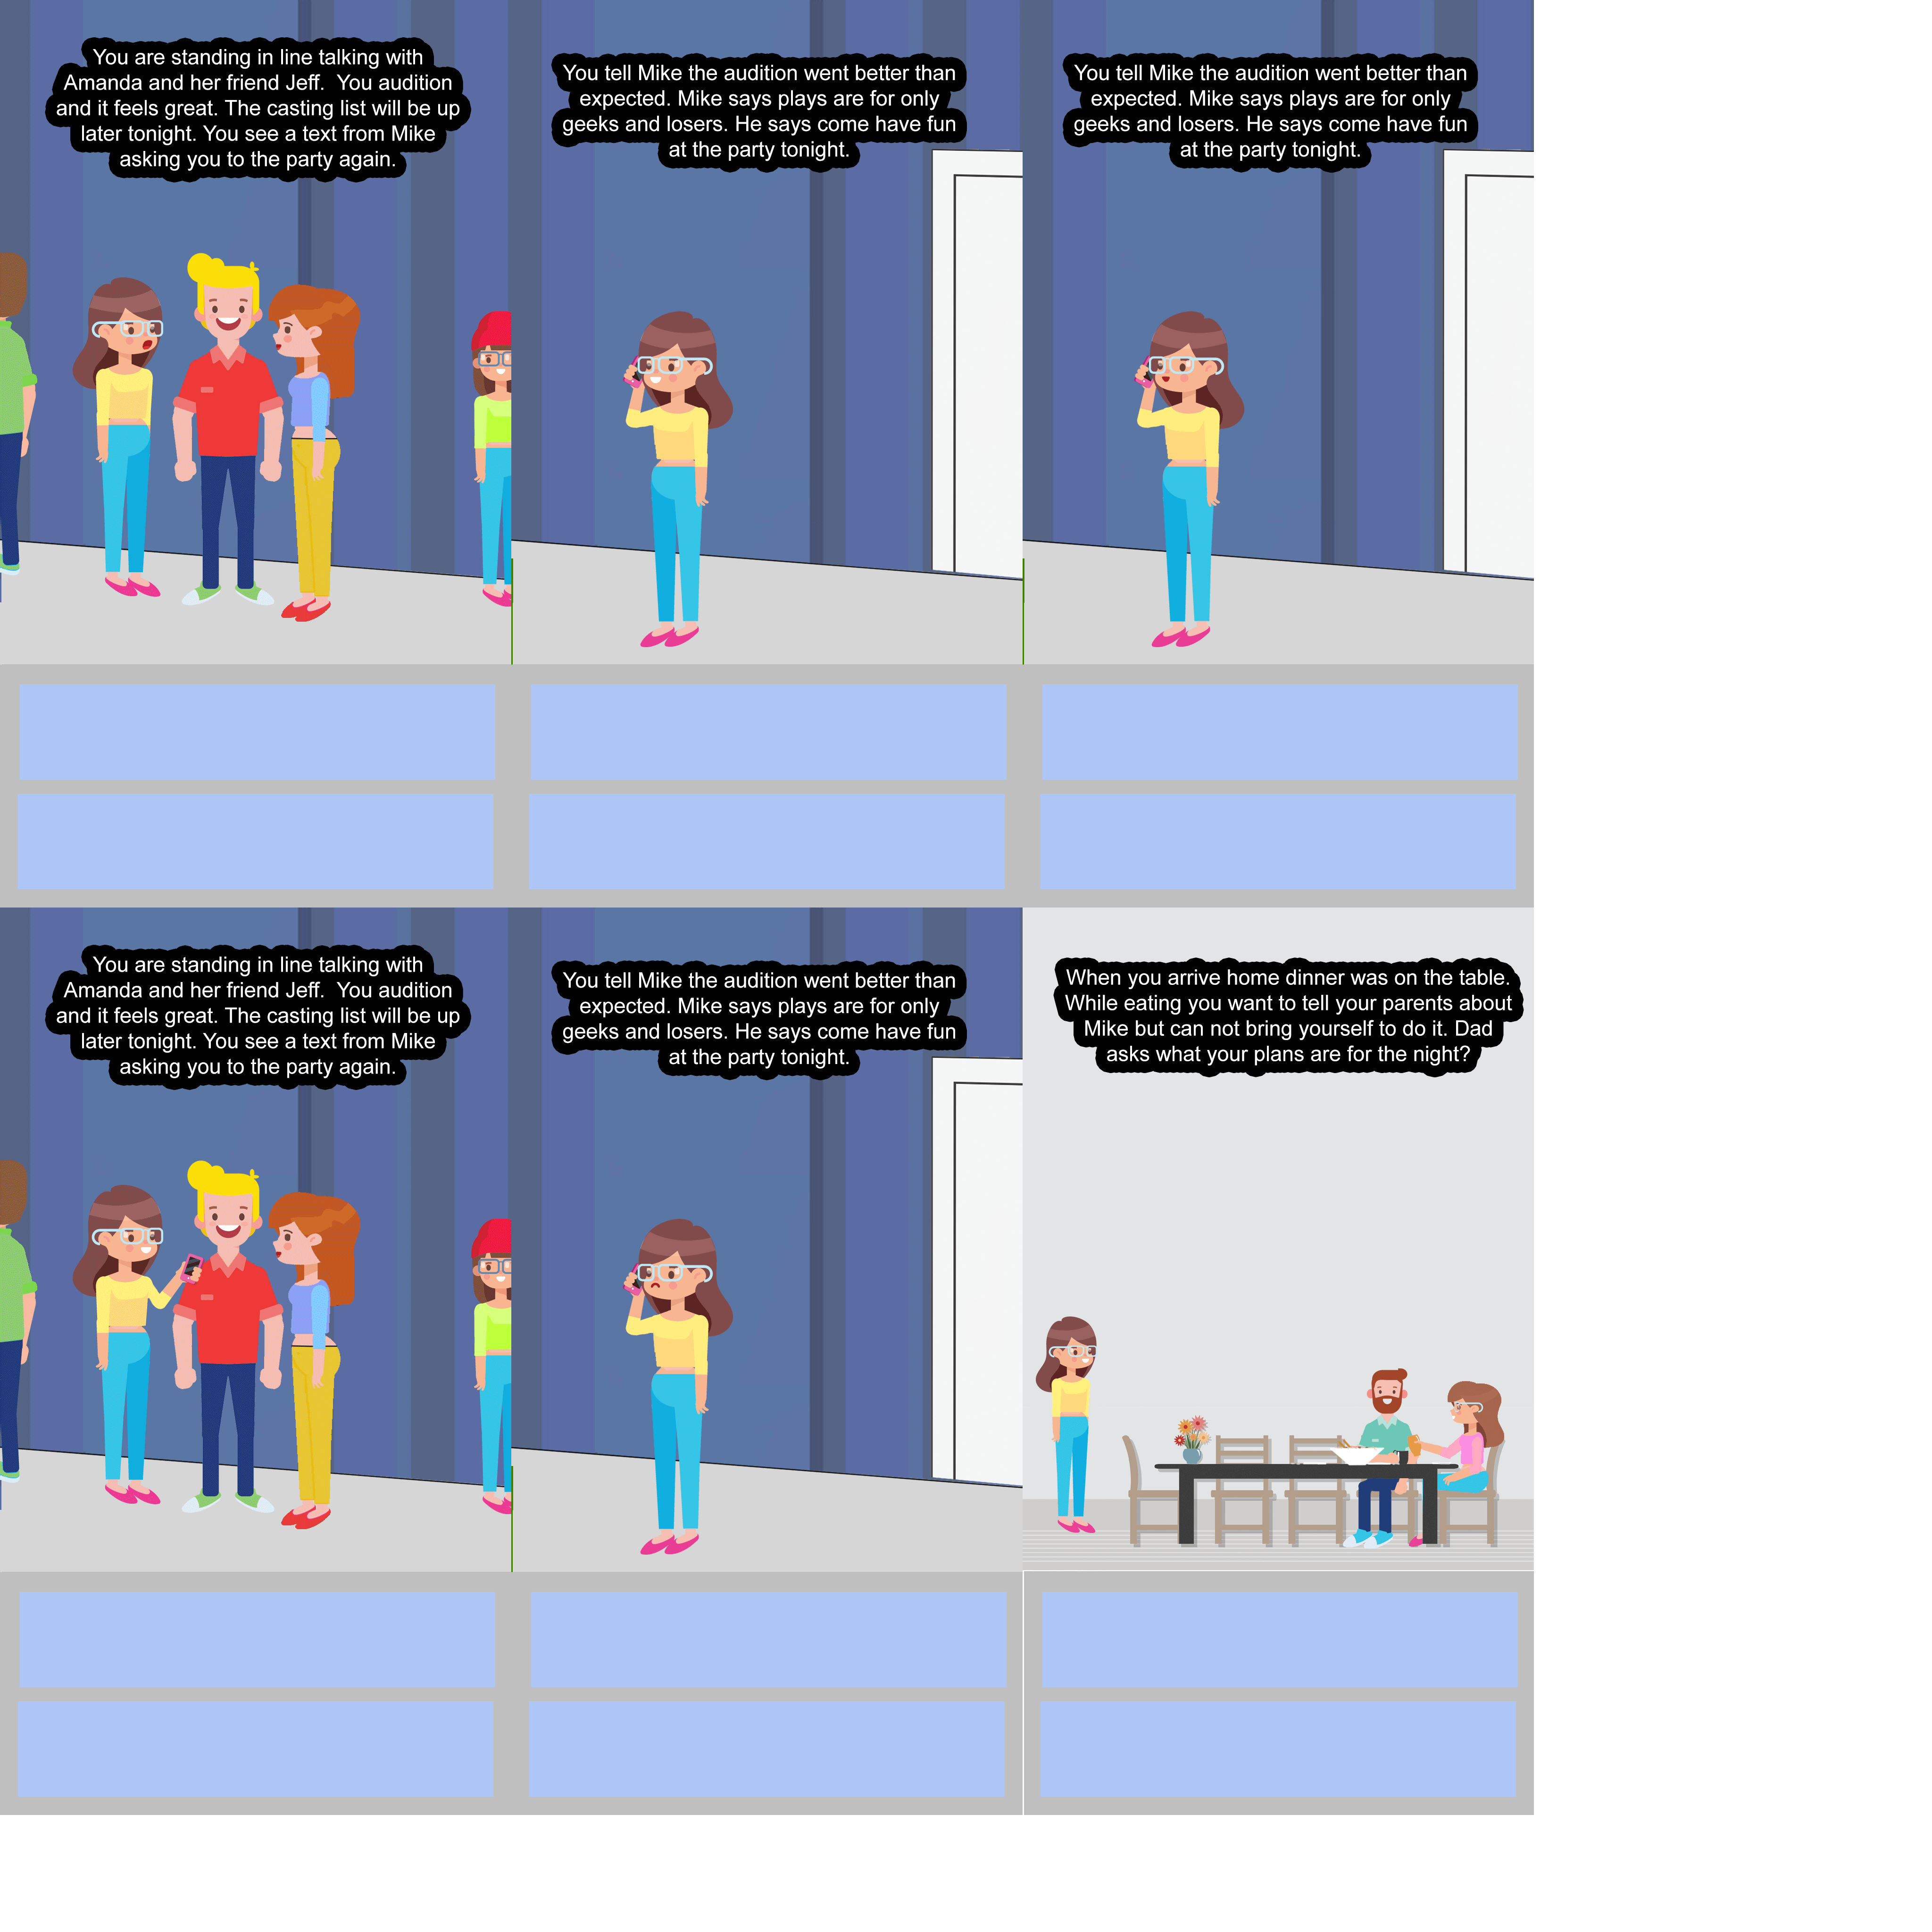 You are standing in line talking with
Amanda and her friend Jeff.  You audition
and it feels great. The casting list will be up
later tonight. You see a text from Mike
asking you to the party again.
You tell Mike the audition went better than
expected. Mike says plays are for only
geeks and losers. He says come have fun
at the party tonight.
You tell Mike the audition went better than
expected. Mike says plays are for only
geeks and losers. He says come have fun
at the party tonight.
You are standing in line talking with
Amanda and her friend Jeff.  You audition
and it feels great. The casting list will be up
later tonight. You see a text from Mike
asking you to the party again.
You tell Mike the audition went better than
expected. Mike says plays are for only
geeks and losers. He says come have fun
at the party tonight.
When you arrive home dinner was on the table.
While eating you want to tell your parents about
Mike but can not bring yourself to do it. Dad
asks what your plans are for the night?